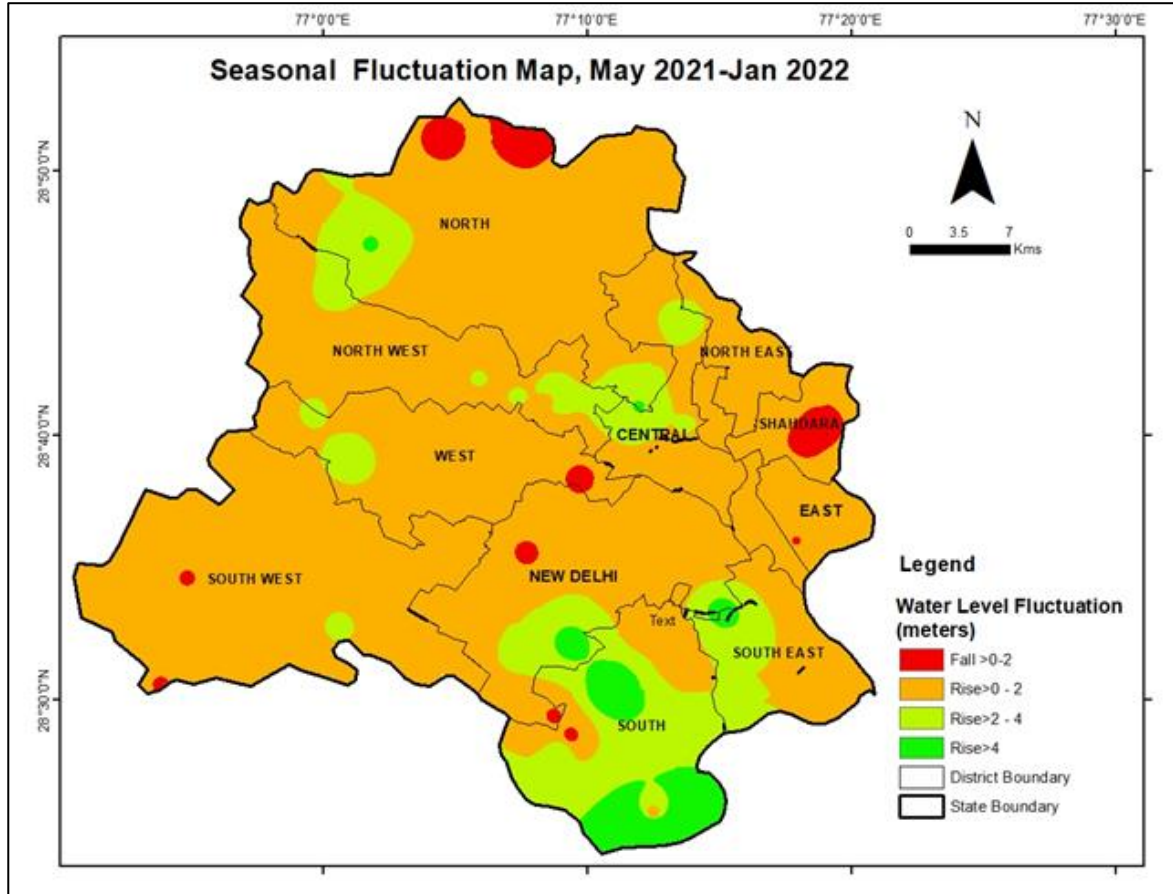 77°0'0"E 77°10'0"E 77°20'0"E 77°30'0"E
Seasonal Fluctuation Map, May 2021-Jan 2022
N
28°50'0"N
NORTH
0 3.5 7
Kms
NORTH WEST
NORTH EAST
SHAHDARA
28°40'0"N
CENTRAL
WEST
EAST
SOUTH WEST
NEW DELHI
Text
SOUTH EAST
28°30'0"N
SOUTH
Legend
Water Level Fluctuation
(meters)
Fall >0-2
Rise>0 - 2
Rise>2 - 4
Rise>4
District Boundary
State Boundary